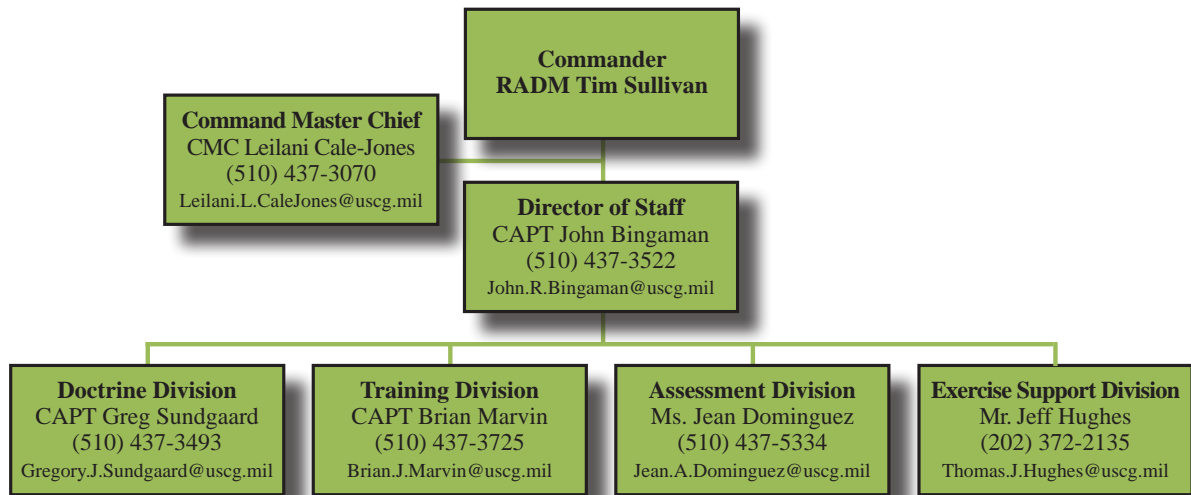 Commander
RADM Tim Sullivan
Command Master Chief
CMC Leilani Cale-Jones
(510) 437-3070
Leilani.L.CaleJones@uscg.mil
Director of Staff
CAPT John Bingaman
(510) 437-3522
John.R.Bingaman@uscg.mil
Doctrine Division
CAPT Greg Sundgaard
(510) 437-3493
Gregory.J.Sundgaard@uscg.mil
Training Division
CAPT Brian Marvin
(510) 437-3725
Brian.J.Marvin@uscg.mil
Assessment Division
Ms. Jean Dominguez
(510) 437-5334
Jean.A.Dominguez@uscg.mil
Exercise Support Division
Mr. Jeff Hughes
(202) 372-2135
Thomas.J.Hughes@uscg.mil